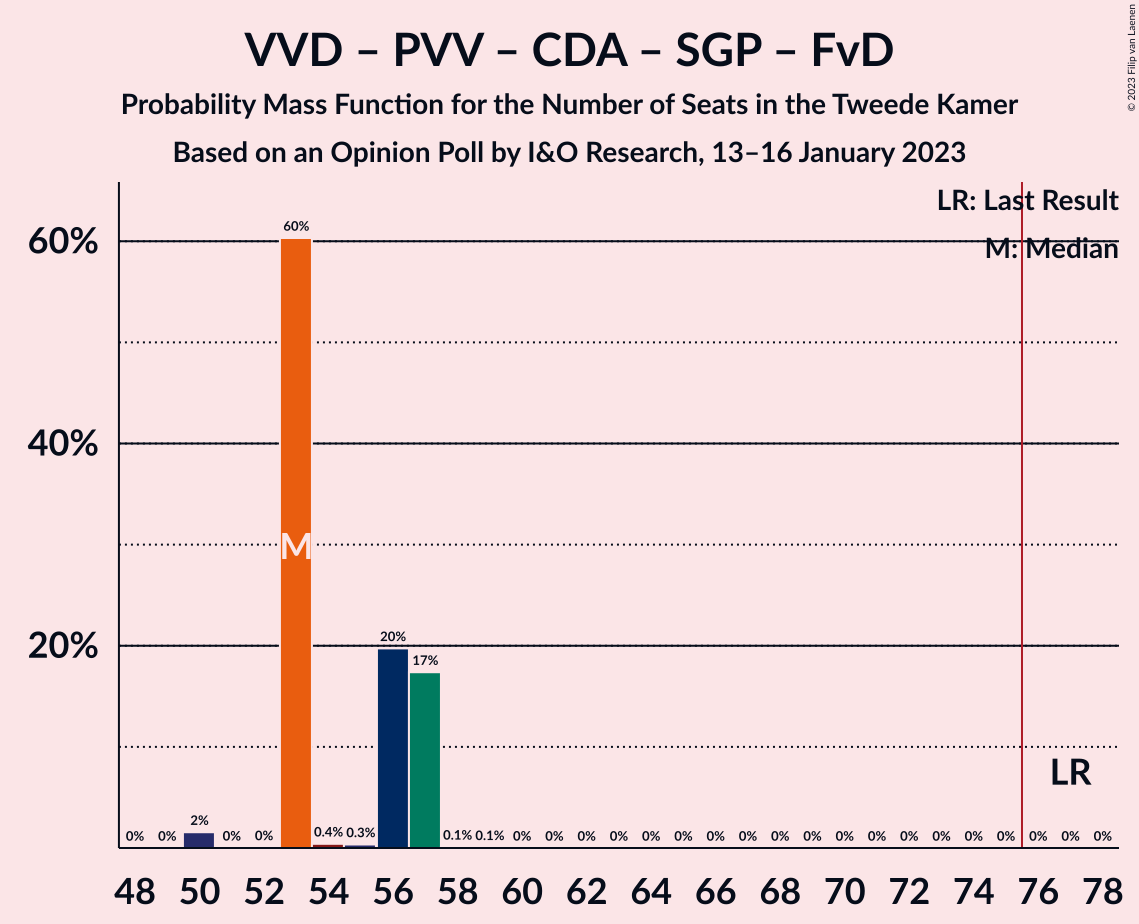 VVD – PVV – CDA – SGP – FvD
Probability Mass Function for the Number of Seats in the Tweede Kamer
Based on an Opinion Poll by I&O Research, 13–16 January 2023
© 2023 Filip van Laenen
LR: Last Result
M: Median
60%
40%
20%
60%
M
20%
17%
LR
0% 0% 2% 0% 0% 0.4% 0.3% 0.1% 0.1% 0% 0% 0% 0% 0% 0% 0% 0% 0% 0% 0% 0% 0% 0% 0% 0% 0% 0% 0%
48 50 52 54 56 58 60 62 64 66 68 70 72 74 76 78